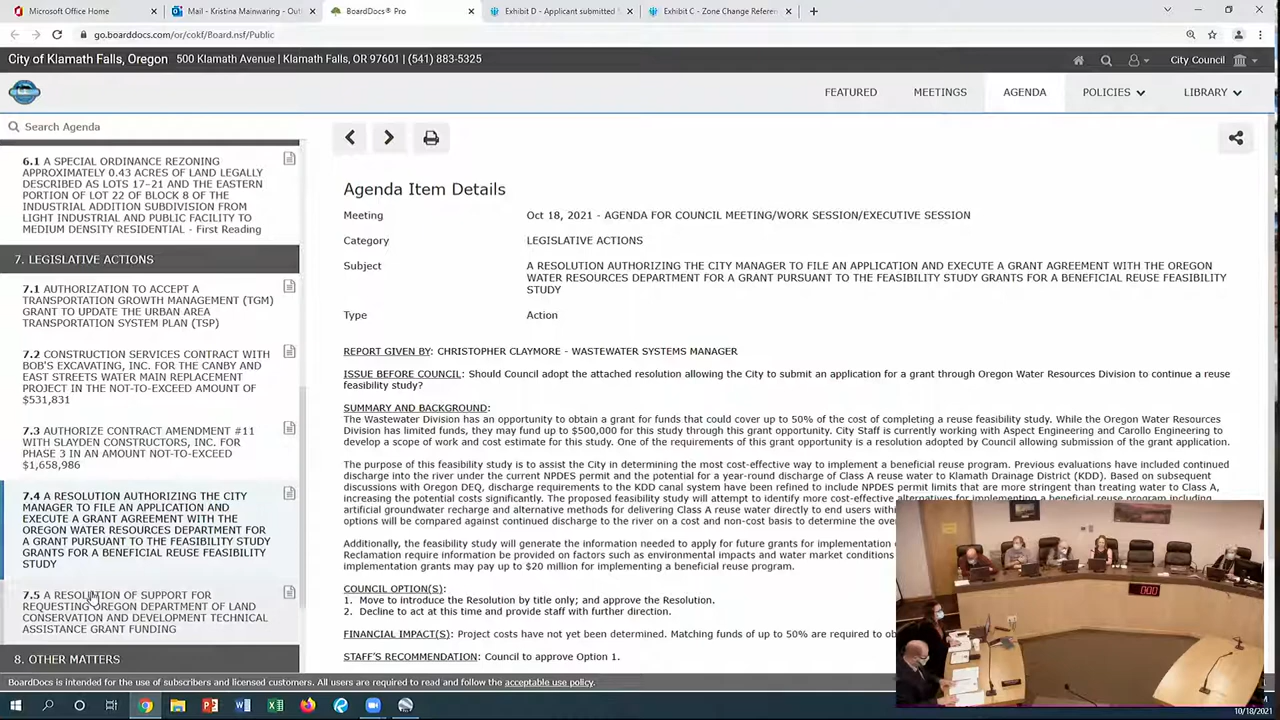 Microsoft Office Home
Mail - Kristina Mainwaring - Out
BoardDocs® Pro
Exhibit D - Applicant submitted
Exhibit C - Zone Change Refere
go.boarddocs.com/or/cokf/Board.nsf/Public
City of Klamath Falls, Oregon 500 Klamath Avenue | Klamath Falls, OR 97601 | (541) 883-5325
City Council
FEATURED
MEETINGS
AGENDA
POLICIES
LIBRARY
Search Agenda
6.1 A SPECIAL ORDINANCE REZONING
APPROXIMATELY 0.43 ACRES OF LAND LEGALLY
DESCRIBED AS LOTS 17-21 AND THE EASTERN
PORTION OF LOT 22 OF BLOCK 8 OF THE
INDUSTRIAL ADDITION SUBDIVISION FROM
LIGHT INDUSTRIAL AND PUBLIC FACILITY TO
MEDIUM DENSITY RESIDENTIAL - First Reading
7. LEGISLATIVE ACTIONS
7.1 AUTHORIZATION TO ACCEPT A
TRANSPORTATION GROWTH MANAGEMENT (TGM)
GRANT TO UPDATE THE URBAN AREA
TRANSPORTATION SYSTEM PLAN (TSP)
7.2 CONSTRUCTION SERVICES CONTRACT WITH
BOB'S EXCAVATING, INC. FOR THE CANBY AND
EAST STREETS WATER MAIN REPLACEMENT
PROJECT IN THE NOT-TO-EXCEED AMOUNT OF
$531,831
7.3 AUTHORIZE CONTRACT AMENDMENT #11
WITH SLAYDEN CONSTRUCTORS, INC. FOR
PHASE 3 IN AN AMOUNT NOT-TO-EXCEED
$1,658,986
7.4 A RESOLUTION AUTHORIZING THE CITY
MANAGER TO FILE AN APPLICATION AND
EXECUTE A GRANT AGREEMENT WITH THE
OREGON WATER RESOURCES DEPARTMENT FOR
A GRANT PURSUANT TO THE FEASIBILITY STUDY
GRANTS FOR A BENEFICIAL REUSE FEASIBILITY
STUDY
7.5 A RESOLUTION OF SUPPORT FOR
REQUESTING OREGON DEPARTMENT OF LAND
CONSERVATION AND DEVELOPMENT TECHNICAL
ASSISTANCE GRANT FUNDING
8. OTHER MATTERS
Agenda Item Details
Meeting Oct 18, 2021 - AGENDA FOR COUNCIL MEETING/WORK SESSION/EXECUTIVE SESSION
Category LEGISLATIVE ACTIONS
Subject A RESOLUTION AUTHORIZING THE CITY MANAGER TO FILE AN APPLICATION AND EXECUTE A GRANT AGREEMENT WITH THE OREGON
WATER RESOURCES DEPARTMENT FOR A GRANT PURSUANT TO THE FEASIBILITY STUDY GRANTS FOR A BENEFICIAL REUSE FEASIBILITY
STUDY
Type Action
REPORT GIVEN BY: CHRISTOPHER CLAYMORE - WASTEWATER SYSTEMS MANAGER
ISSUE BEFORE COUNCIL: Should Council adopt the attached resolution allowing the City to submit an application for a grant through Oregon Water Resources Division to continue a reuse
feasibility study?
SUMMARY AND BACKGROUND:
The Wastewater Division has an opportunity to obtain a grant for funds that could cover up to 50% of the cost of completing a reuse feasibility study. While the Oregon Water Resources
Division has limited funds, they may fund up to $500,000 for this study through this grant opportunity. City Staff is currently working with Aspect Engineering and Carollo Engineering to
develop a scope of work and cost estimate for this study. One of the requirements of this grant opportunity is a resolution adopted by Council allowing submission of the grant application.
The purpose of this feasibility study is to assist the City in determining the most cost-effective way to implement a beneficial reuse program. Previous evaluations have included continued
discharge into the river under the current NPDES permit and the potential for a year-round discharge of Class A reuse water to Klamath Drainage District (KDD). Based on subsequent
discussions with Oregon DEQ, discharge requirements to the KDD canal system have been refined to include NPDES permit limits that are more stringent than treating water to Class A,
increasing the potential costs significantly. The proposed feasibility study will attempt to identify more cost-effective alternatives for implementing a beneficial reuse program including
artificial groundwater recharge and alternative methods for delivering Class A reuse water directly to end users within
options will be compared against continued discharge to the river on a cost and non-cost basis to determine the
Additionally, the feasibility study will generate the information needed to apply for future grants for implementation
Reclamation require information be provided on factors such as environmental impacts and water market conditions
implementation grants may pay up to $20 million for implementing a beneficial reuse program.
COUNCIL OPTION(S):
1. Move to introduce the Resolution by title only; and approve the Resolution.
2. Decline to act at this time and provide staff with further direction.
FINANCIAL IMPACT(S): Project costs have not yet been determined. Matching funds of up to 50% are required to
STAFF'S RECOMMENDATION: Council to approve Option 1.
BoardDocs is intended for the use of subscribers and licensed customers. All users are required to read and follow the acceptable use policy.
000
10/18/2021